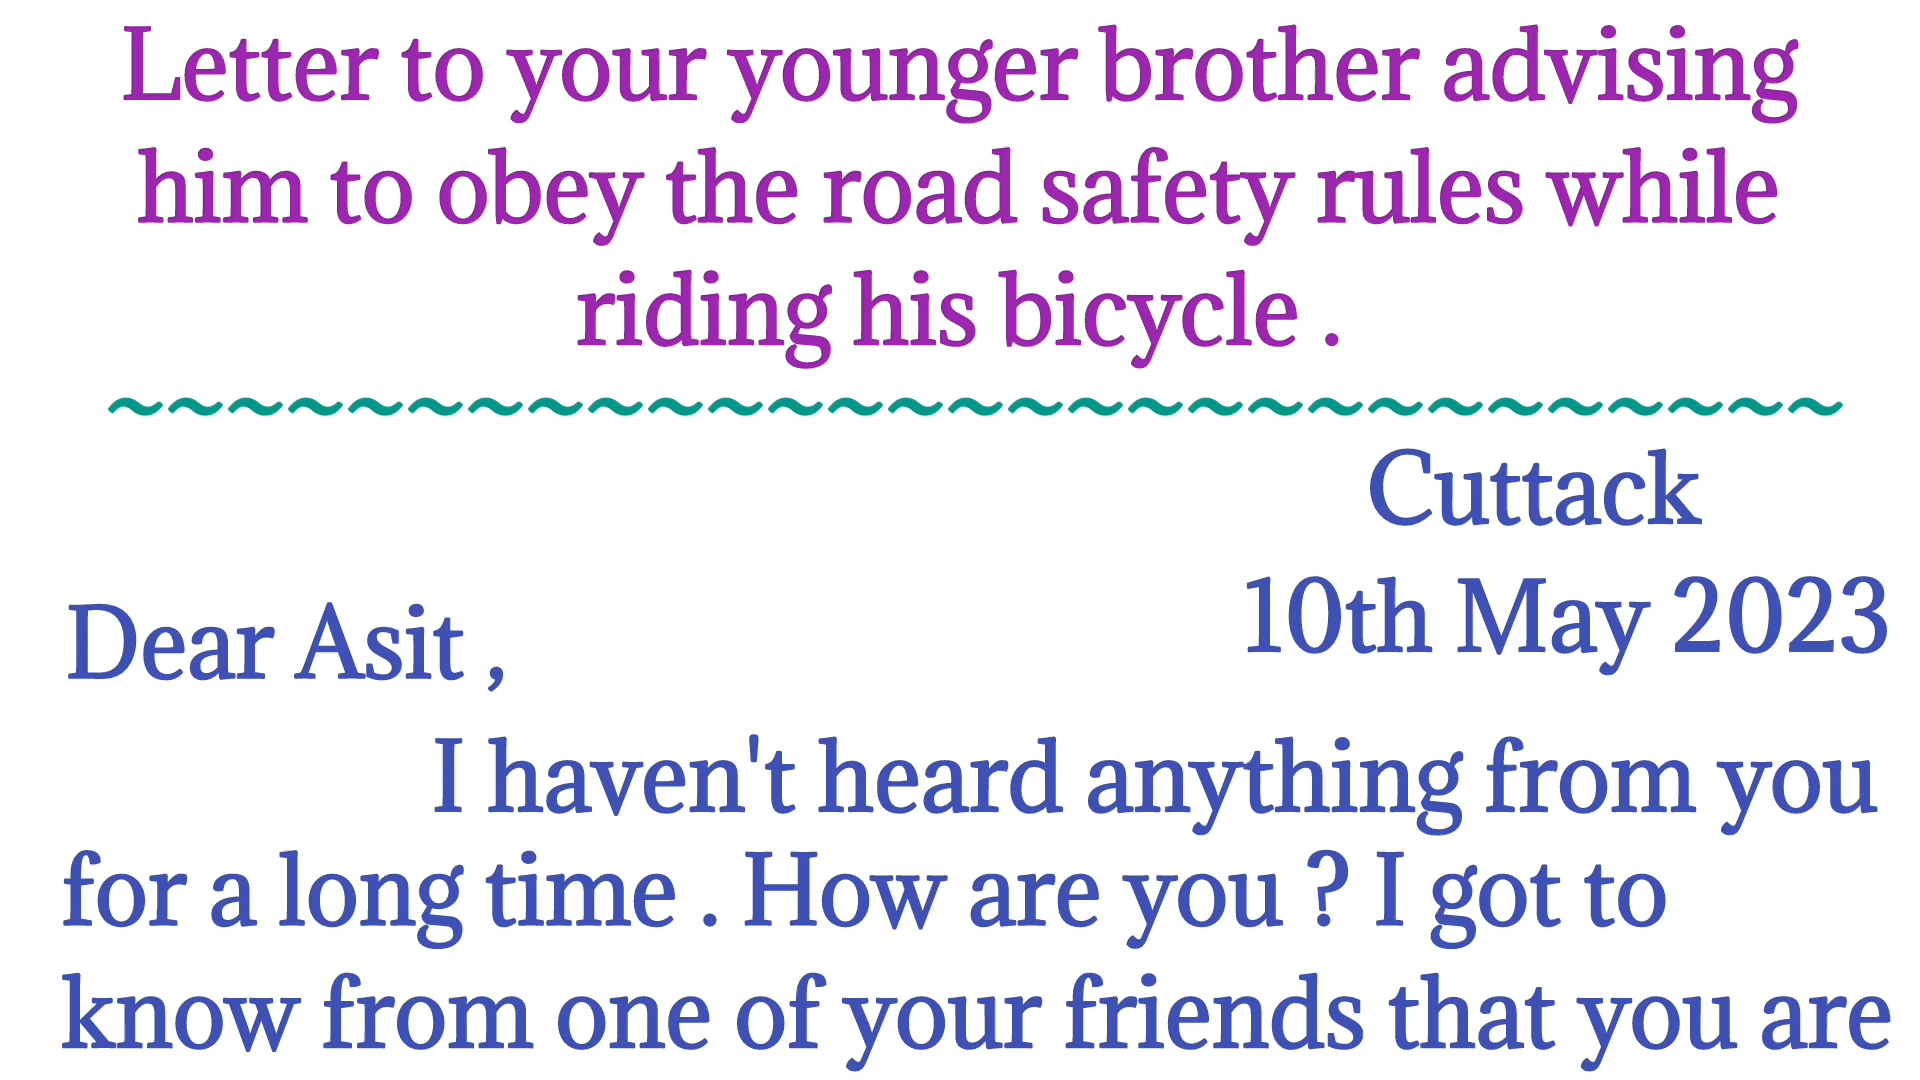 Letter to your younger brother advising
him to obey the road safety rules while
riding his bicycle .
~~~~~~~~~~~~~~~~~~~~~~~~~~~~~
Cuttack
10th May 2023
Dear Asit ,
I haven't heard anything from you
for a long time . How are you ? I got to
know from one of your friends that you are